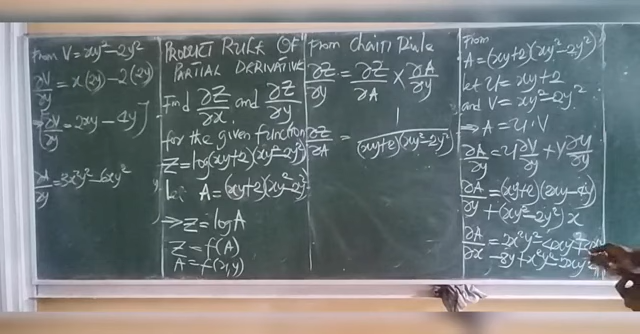 From V = xy² - 2y²
∂V/∂y = x(2y) - 2(2y)
⇒ ∂V/∂y = 2xy - 4y]
∂A/∂y = 3x²y² - 6xy²
PRODUCT RULE OF
PARTIAL DERIVATIVE
Find ∂Z/∂x and ∂Z/∂y
for the given function
Z = log(xy+2)(xy²-2y²)
let A = (xy+2)(xy²-2y²)
⇒ Z = log A
Z = f(A)
A = f(x,y)
From chain Rule
∂Z/∂y = ∂Z/∂A × ∂A/∂y
∂Z/∂A = 1/(xy+2)(xy²-2y²)
From
A = (xy+2)(xy²-2y²)
let U = xy+2
and V = xy²-2y²
⇒ A = U·V
∂A/∂y = U ∂V/∂y + V ∂U/∂y
∂A/∂y = (xy+2)(2xy-4y)
+ (xy²-2y²) x
∂A/∂x = 2x²y² - 4xy²
- 8y + x²y² - 2xy²